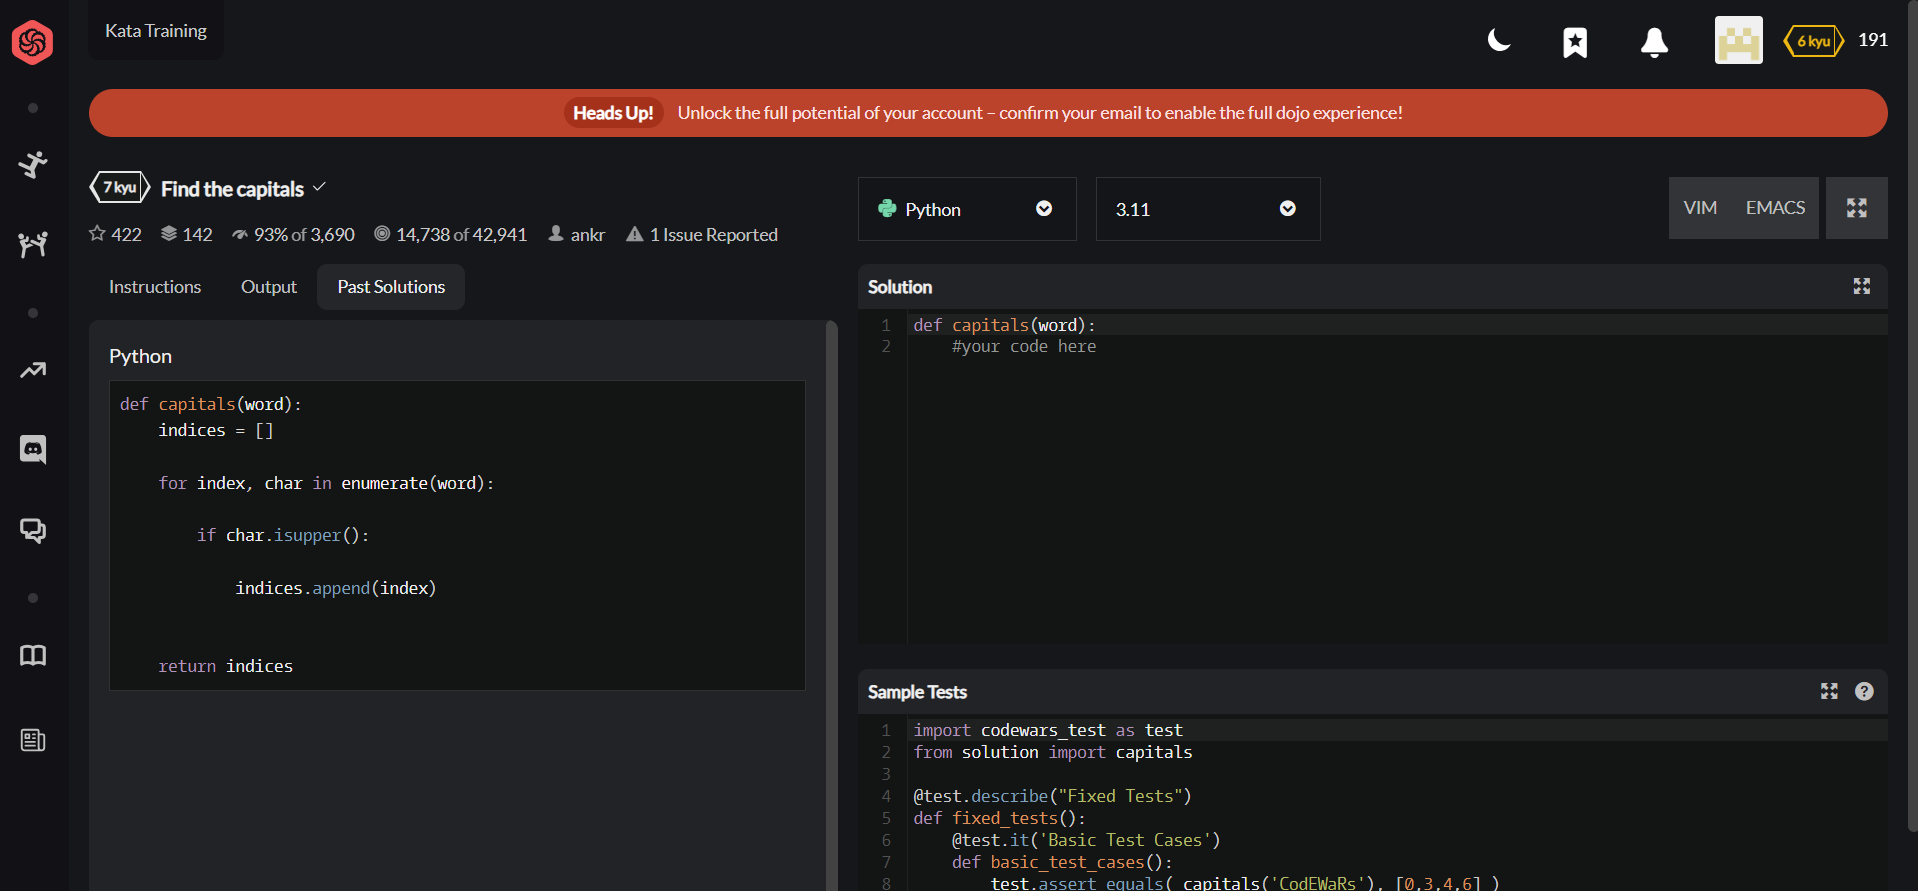 Kata Training
6 kyu 191
Heads Up! Unlock the full potential of your account – confirm your email to enable the full dojo experience!
7 kyu Find the capitals
422 142 93% of 3,690 14,738 of 42,941 ankr 1 Issue Reported
Instructions Output Past Solutions
Python
def capitals(word):
    indices = []
    for index, char in enumerate(word):
        if char.isupper():
            indices.append(index)
    return indices
Python 3.11 VIM EMACS
Solution
1 def capitals(word):
2     #your code here
Sample Tests ?
1 import codewars_test as test
2 from solution import capitals
3
4 @test.describe("Fixed Tests")
5 def fixed_tests():
6     @test.it('Basic Test Cases')
7     def basic_test_cases():
8         test.assert_equals( capitals('CodEWaRs'), [0,3,4,6] )